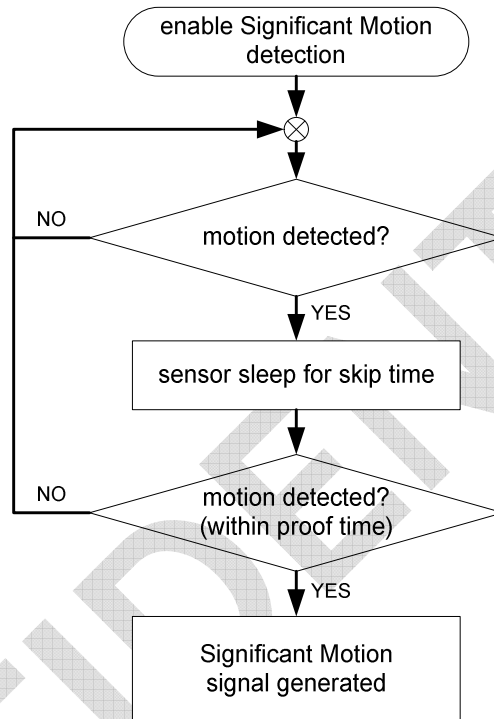 enable Significant Motion
detection
motion detected?
NO
YES
sensor sleep for skip time
motion detected?
(within proof time)
NO
YES
Significant Motion
signal generated